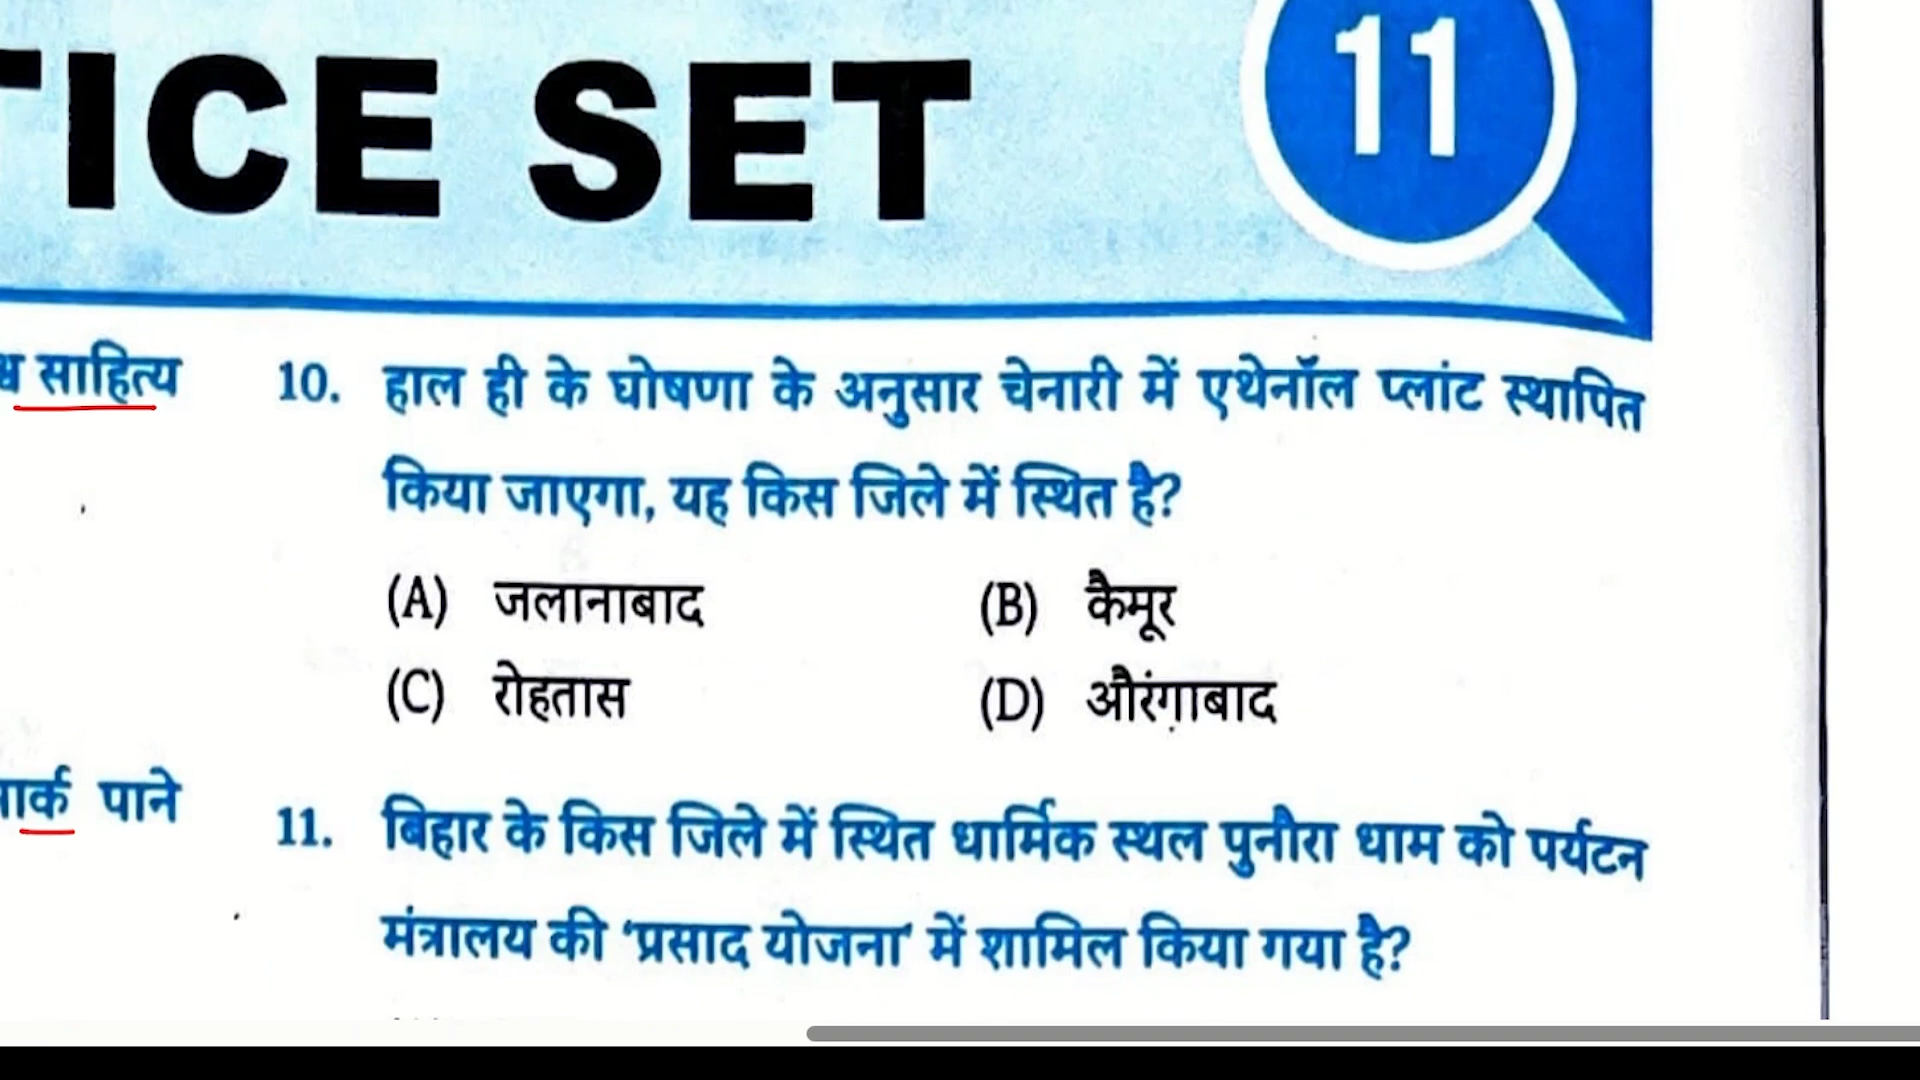 TICE SET
11
साहित्य
10. हाल ही के घोषणा के अनुसार चेनारी में एथेनॉल प्लांट स्थापित
किया जाएगा, यह किस जिले में स्थित है?
(A) जलानाबाद (B) कैमूर
(C) रोहतास (D) औरंगाबाद
पाने
11. बिहार के किस जिले में स्थित धार्मिक स्थल पुनौरा धाम को पर्यटन
मंत्रालय की ‘प्रसाद योजना’ में शामिल किया गया है?